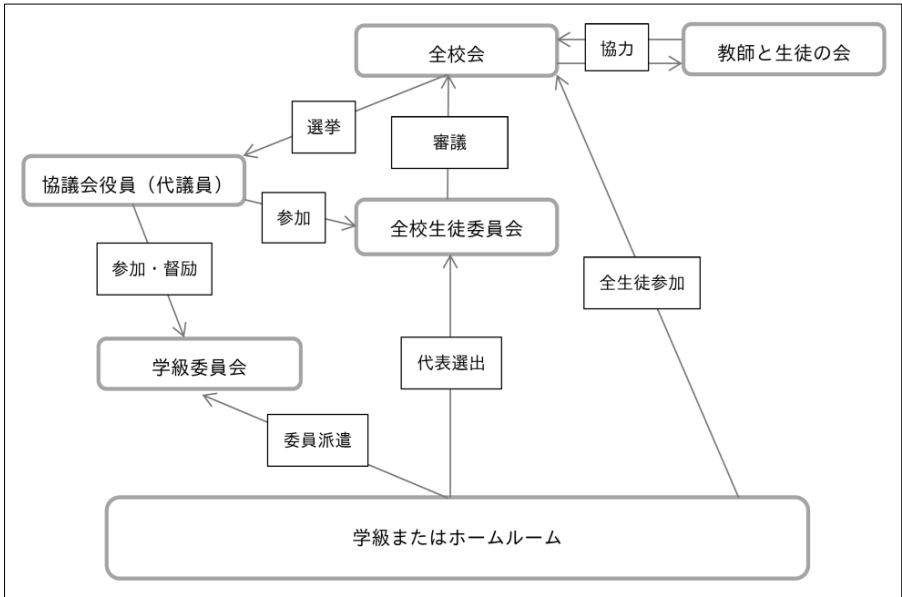 全校会
協力
教師と生徒の会
選挙
審議
協議会役員（代議員）
参加
全校生徒委員会
参加・督励
全生徒参加
学級委員会
代表選出
委員派遣
学級またはホームルーム